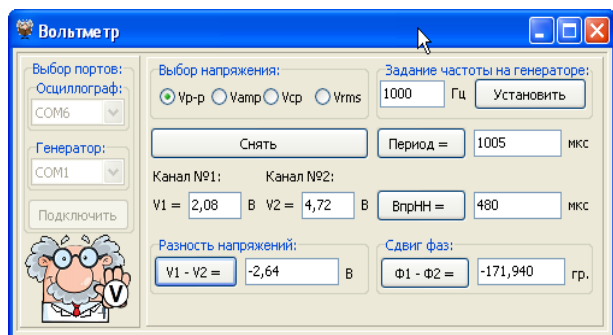 Вольтметр
Выбор портов:
Осциллограф:
COM6
Генератор:
COM1
Подключить
V
Выбор напряжения:
Vp-p Vamp Vcp Vrms
Задание частоты на генераторе:
1000 Гц Установить
Снять
Период = 1005 мкс
Канал №1: Канал №2:
V1 = 2,08 В V2 = 4,72 В
ВпрНН = 480 мкс
Разность напряжений:
V1 - V2 = -2,64 В
Сдвиг фаз:
Ф1 - Ф2 = -171,940 гр.